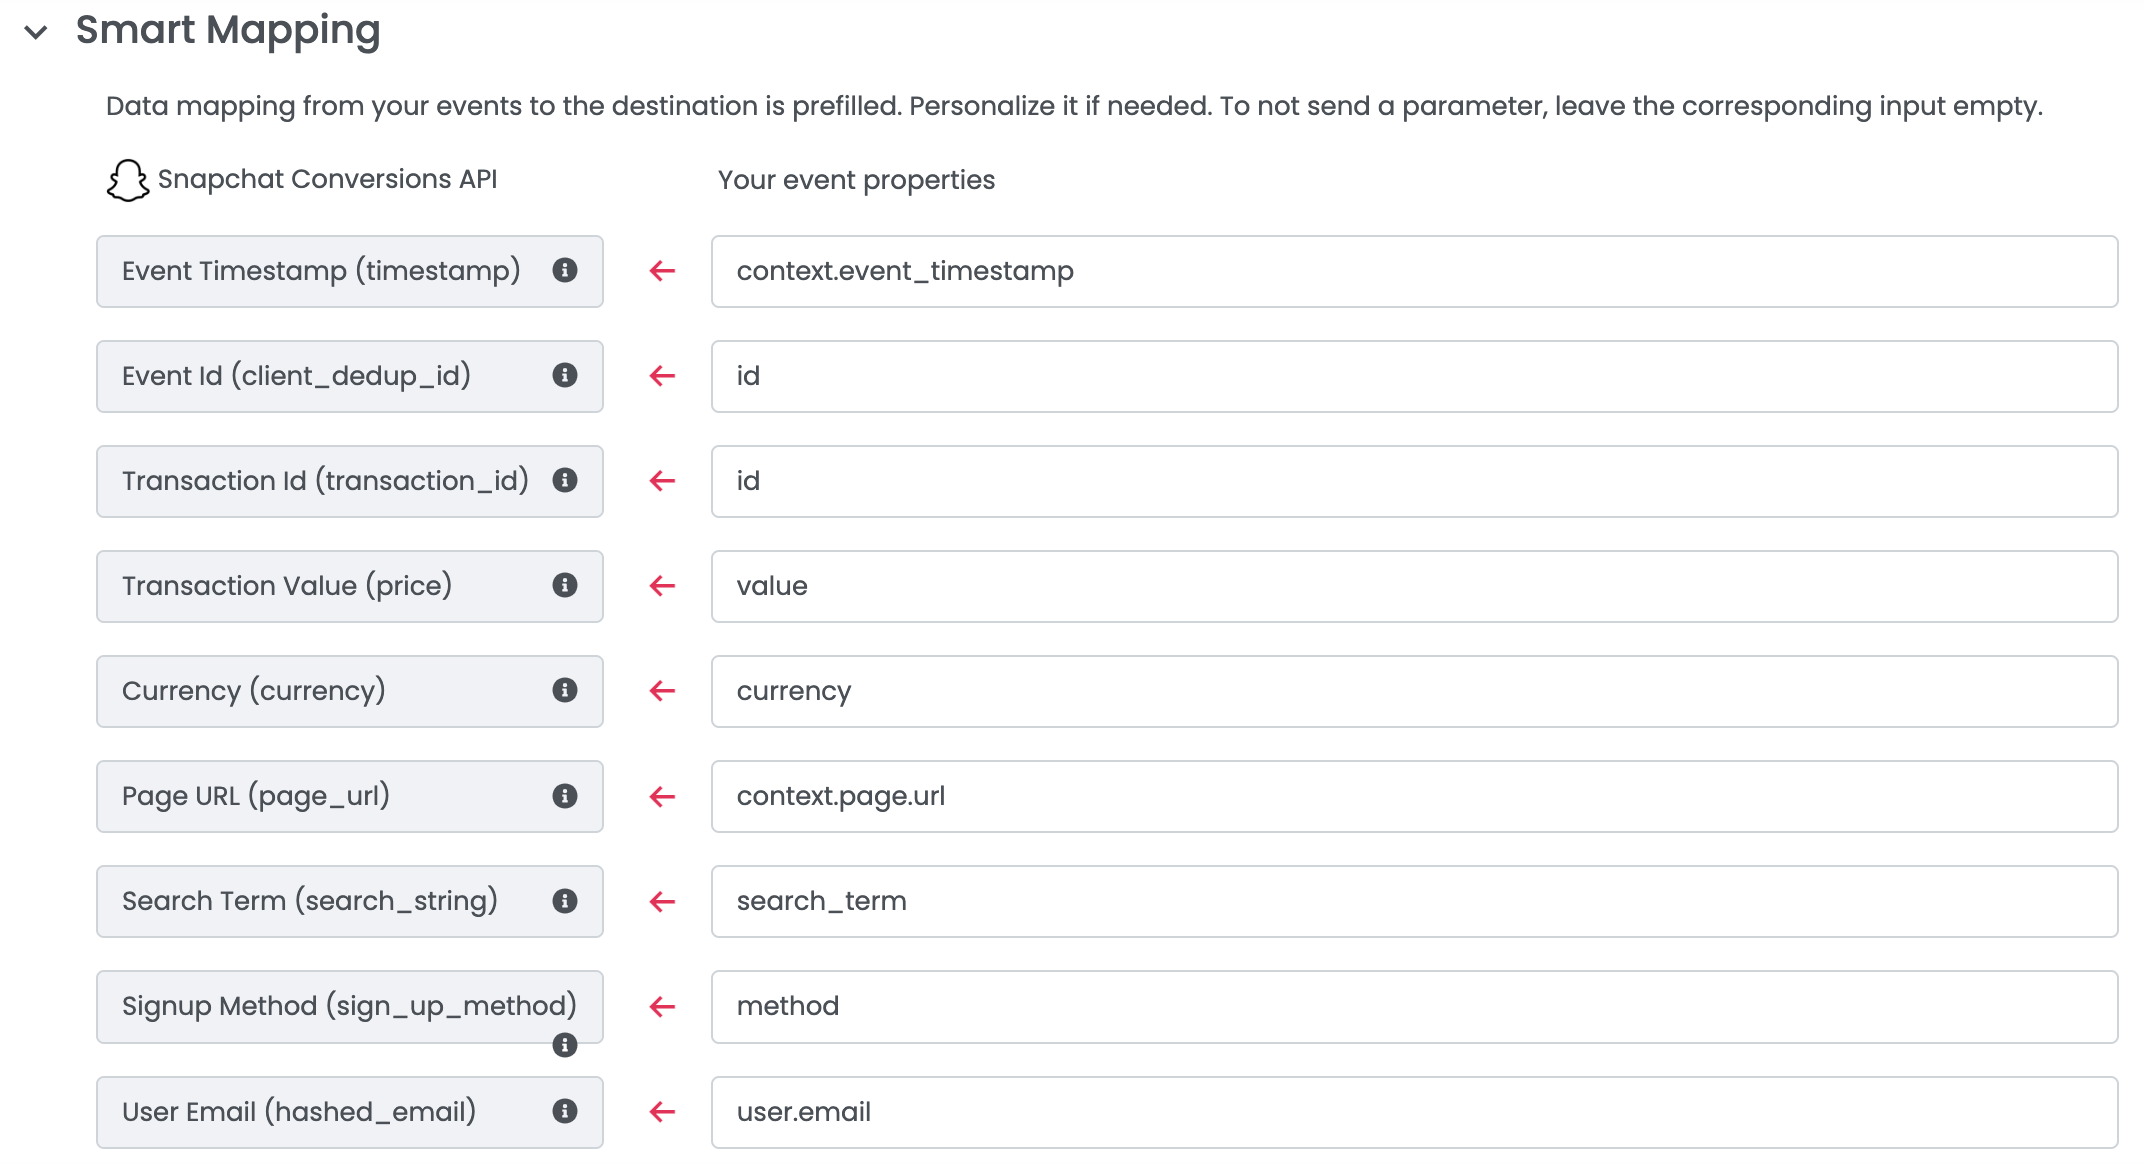 Smart Mapping
Data mapping from your events to the destination is prefilled. Personalize it if needed. To not send a parameter, leave the corresponding input empty.
Snapchat Conversions API
Your event properties
Event Timestamp (timestamp)
context.event_timestamp
Event Id (client_dedup_id)
id
Transaction Id (transaction_id)
id
Transaction Value (price)
value
Currency (currency)
currency
Page URL (page_url)
context.page.url
Search Term (search_string)
search_term
Signup Method (sign_up_method)
method
User Email (hashed_email)
user.email